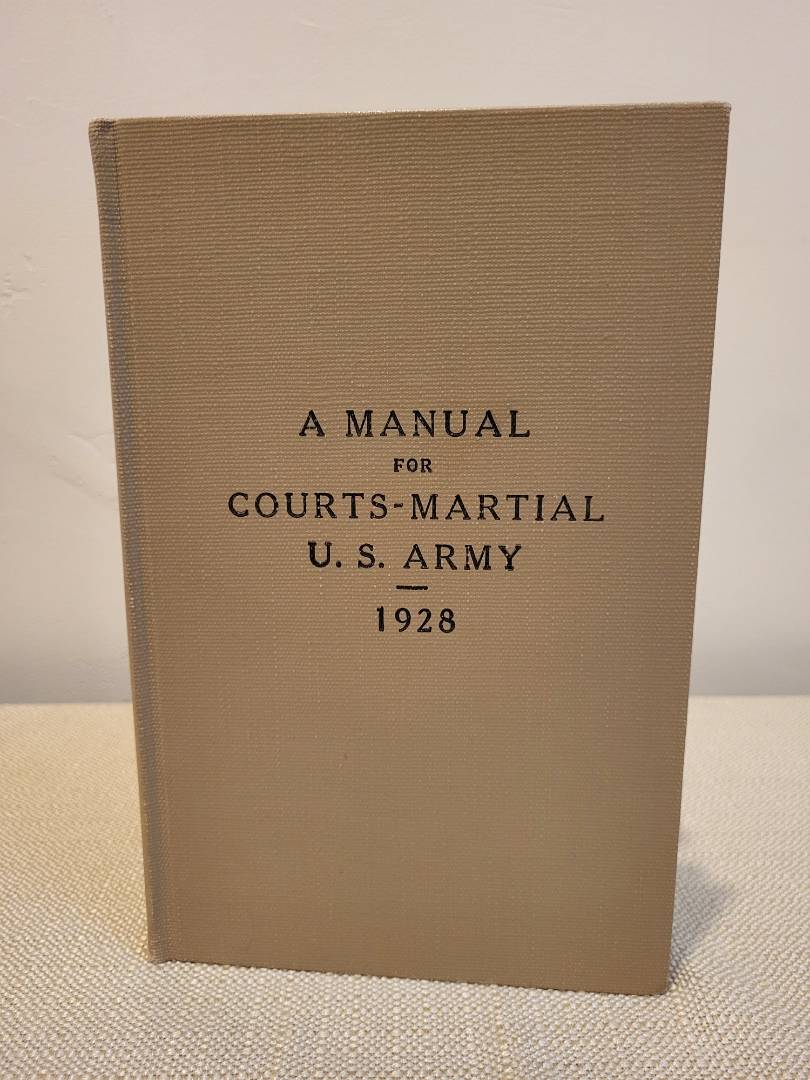 A MANUAL
FOR
COURTS-MARTIAL
U. S. ARMY
1928